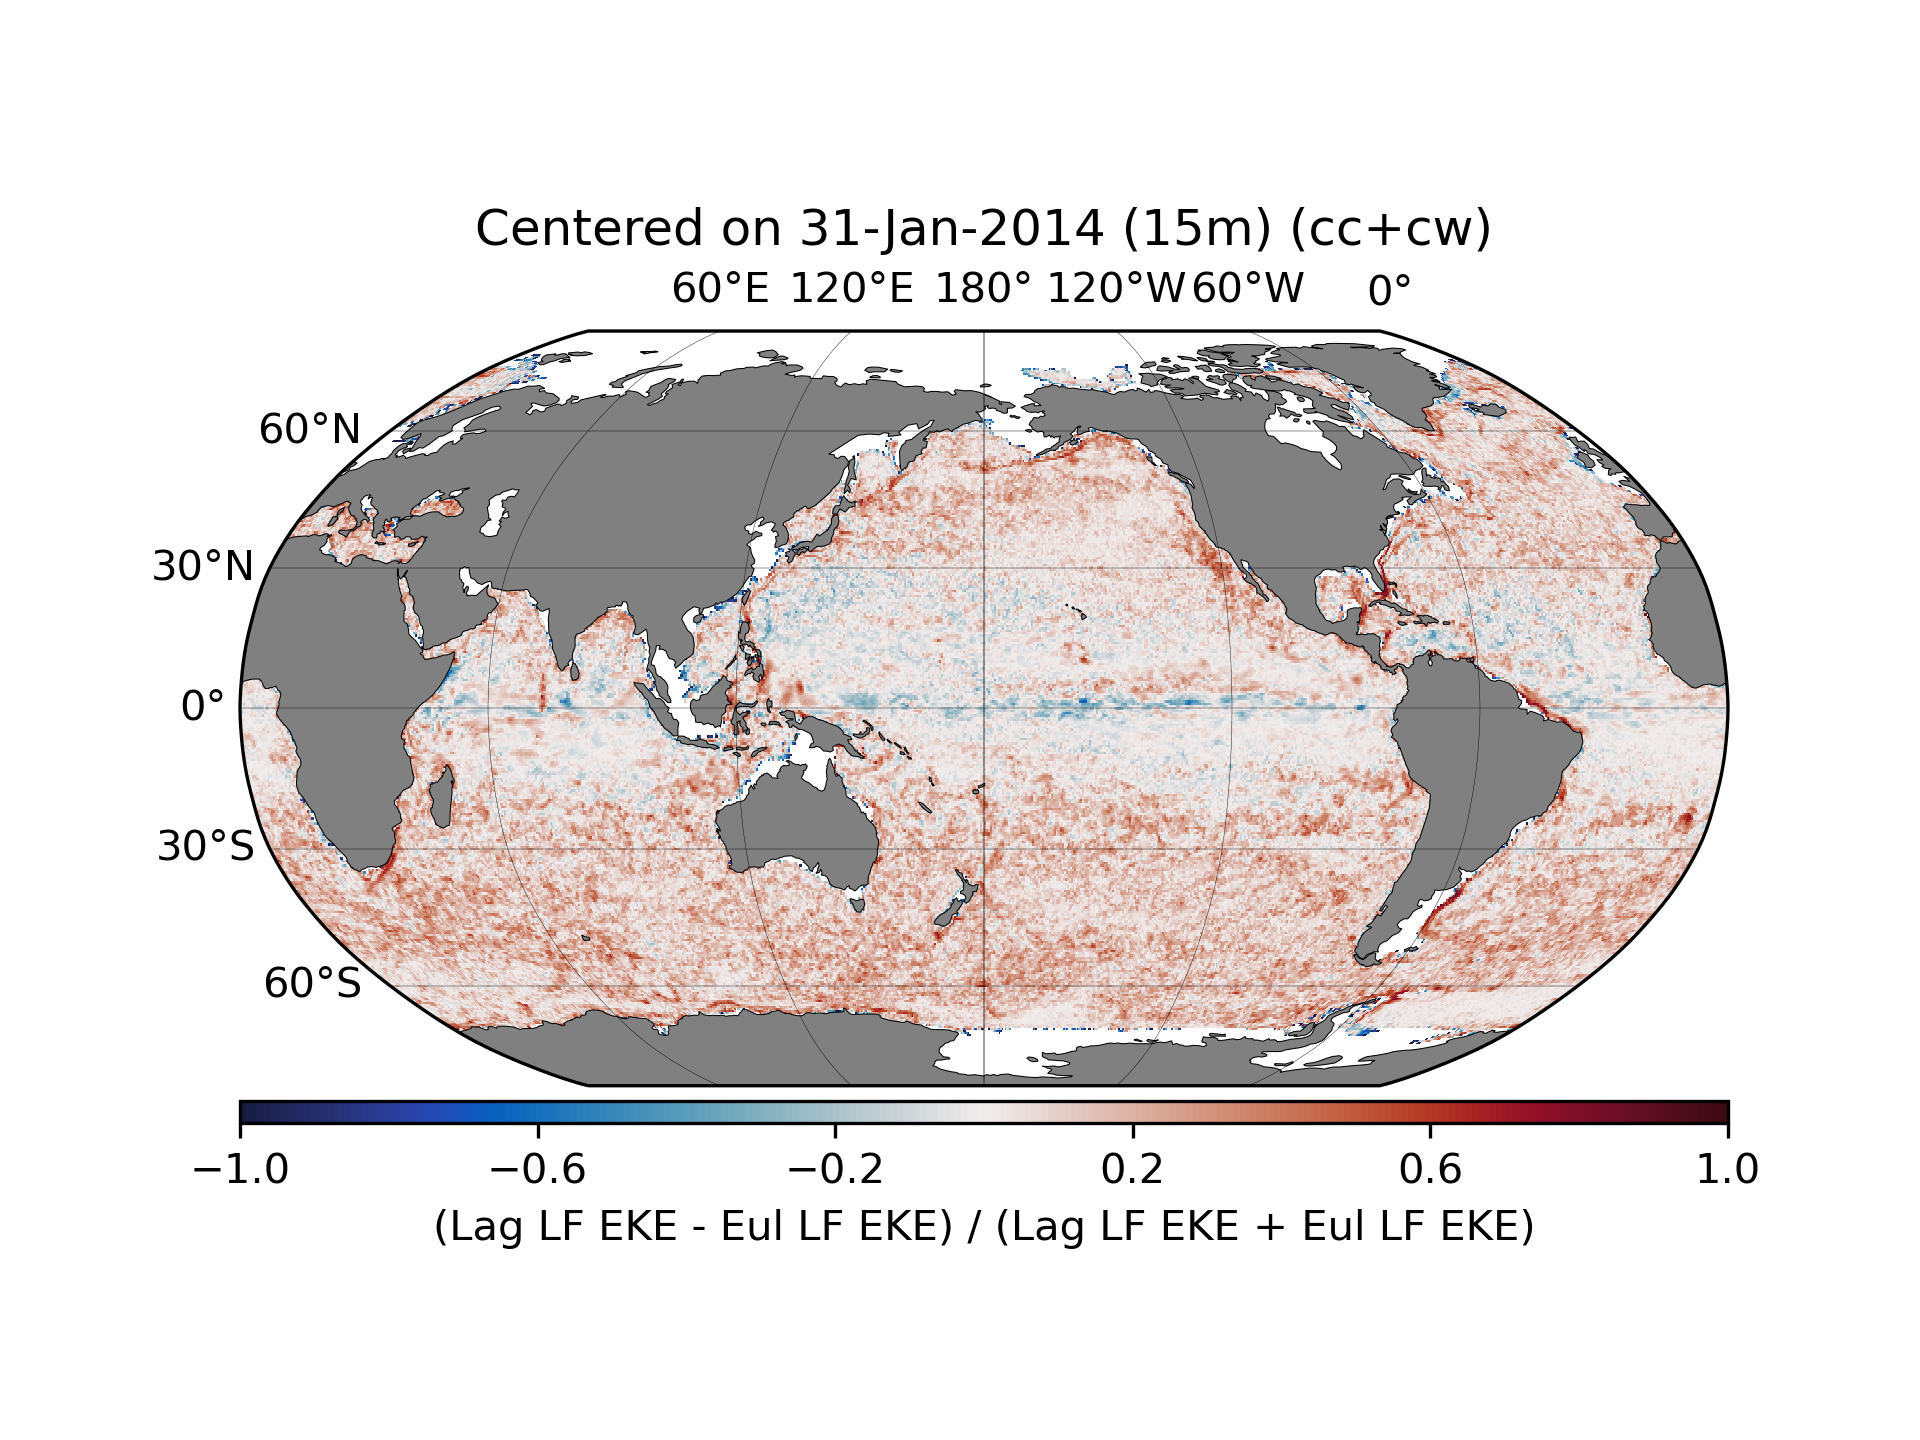 Centered on 31-Jan-2014 (15m) (cc+cw)
60°E 120°E 180° 120°W 60°W 0°
60°N
30°N
0°
30°S
60°S
−1.0 −0.6 −0.2 0.2 0.6 1.0
(Lag LF EKE - Eul LF EKE) / (Lag LF EKE + Eul LF EKE)